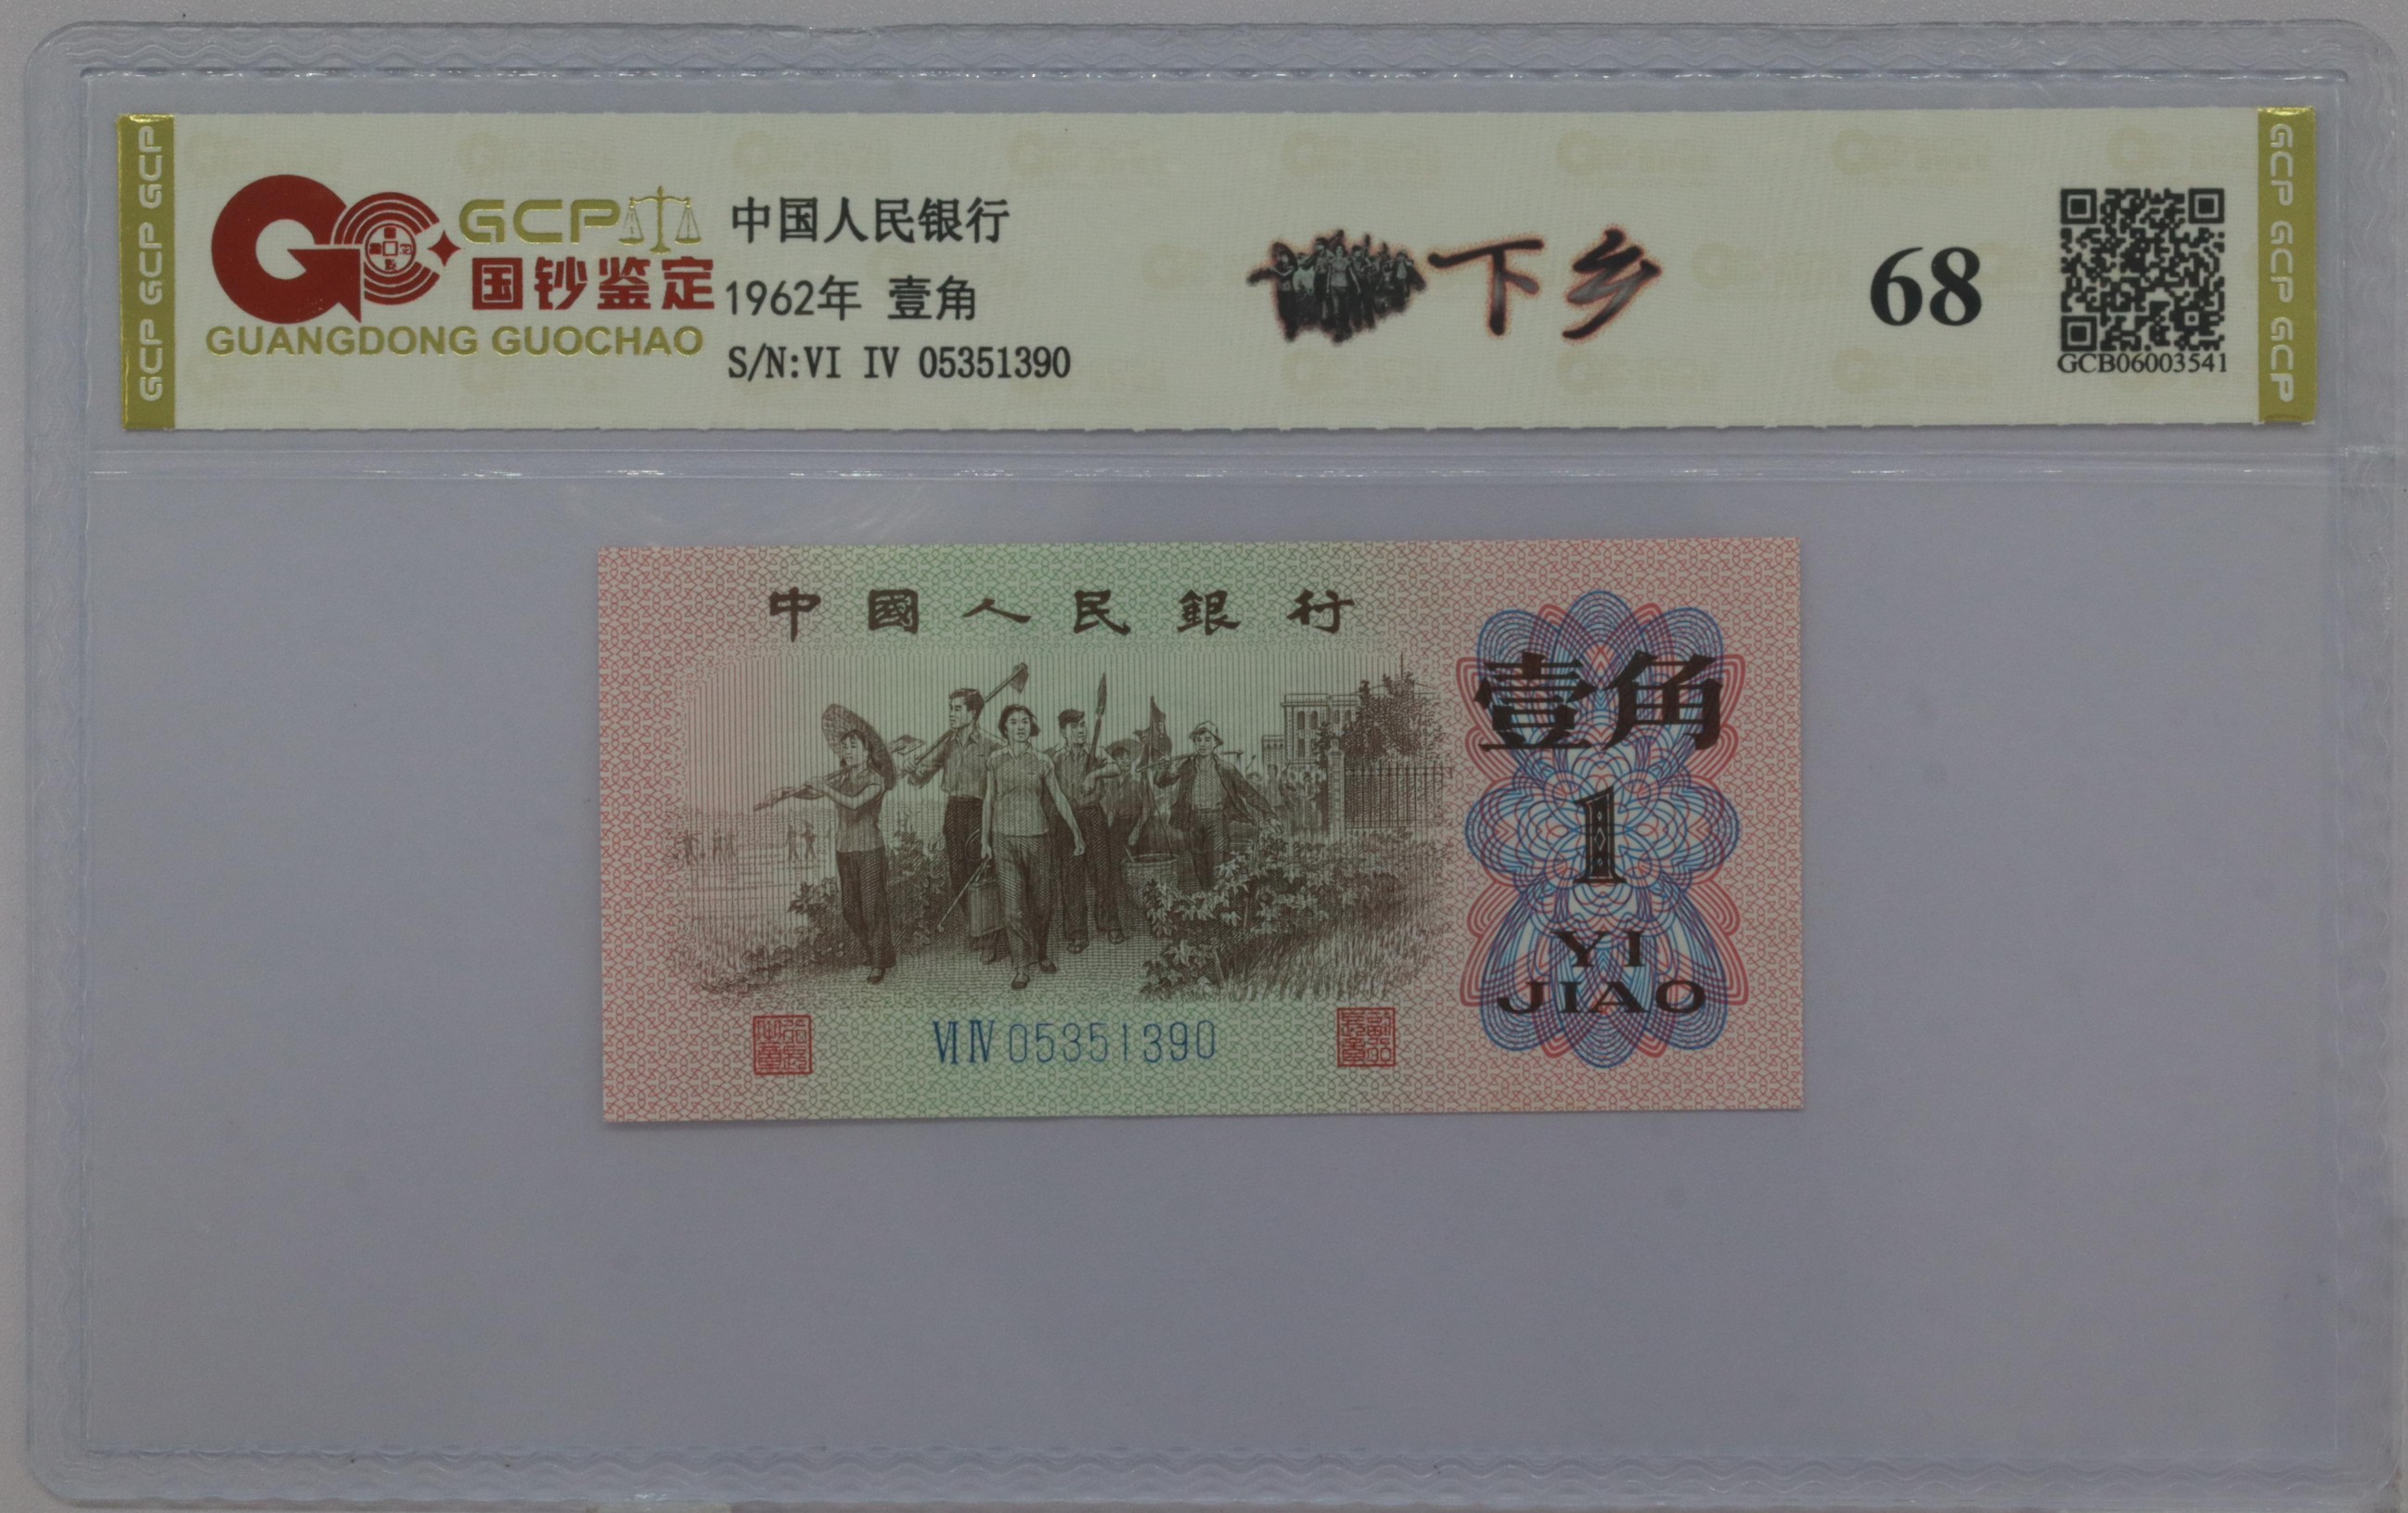 GCP GCP GCP
GCP
国钞鉴定
GUANGDONG GUOCHAO
中国人民银行
1962年 壹角
S/N:VI IV 05351390
下乡
68
GCB06003541
GCP GCP GCP
中國人民銀行
壹角
1
YI
JIAO
VI IV 05351390